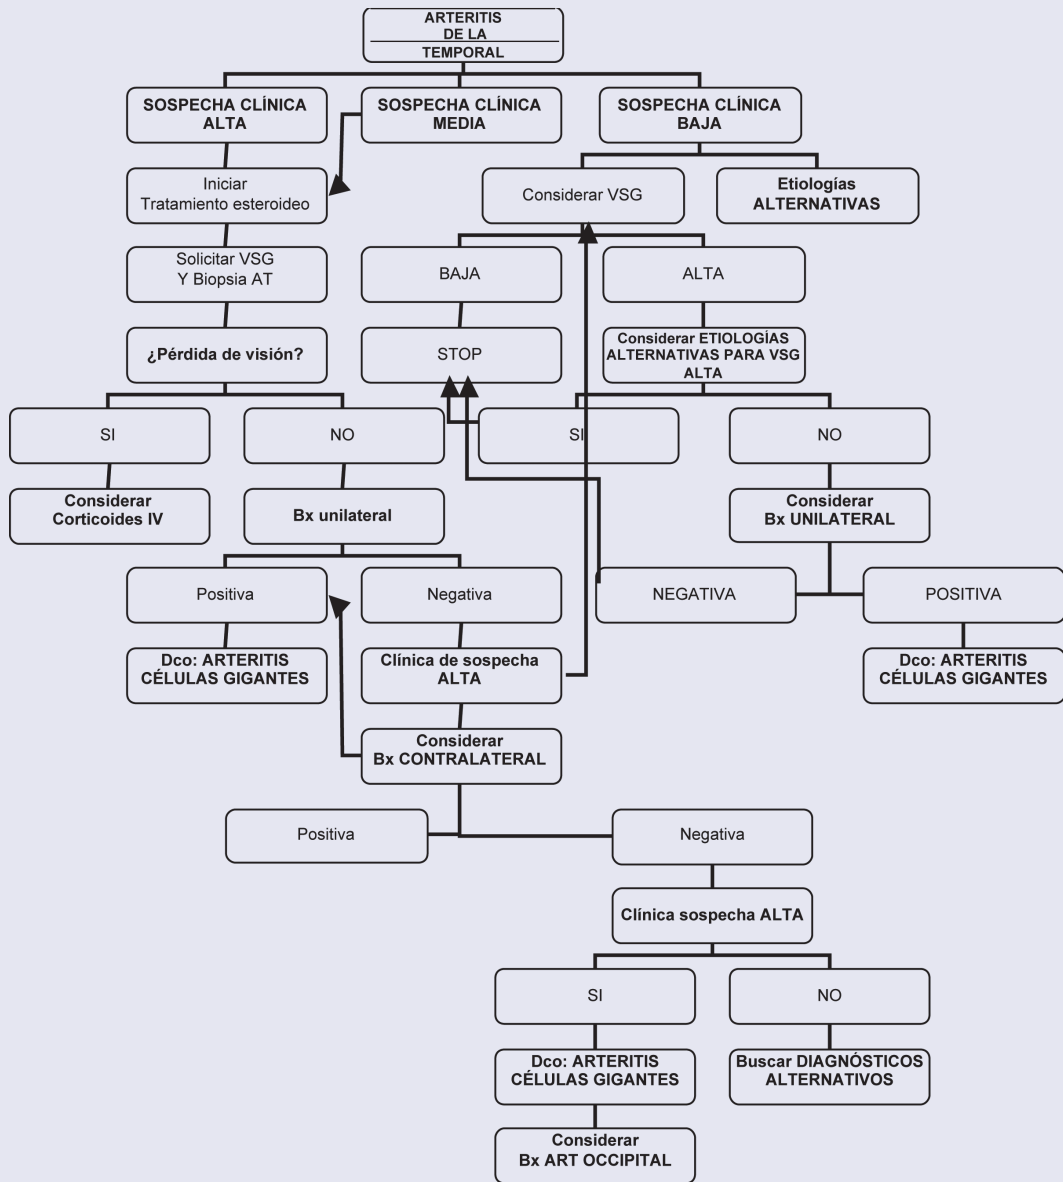 ARTERITIS
DE LA
TEMPORAL
SOSPECHA CLÍNICA
ALTA
SOSPECHA CLÍNICA
MEDIA
SOSPECHA CLÍNICA
BAJA
Iniciar
Tratamiento esteroideo
Considerar VSG
Etiologías
ALTERNATIVAS
Solicitar VSG
Y Biopsia AT
BAJA
ALTA
¿Pérdida de visión?
STOP
Considerar ETIOLOGÍAS
ALTERNATIVAS PARA VSG
ALTA
SI
NO
SI
NO
Considerar
Corticoides IV
Bx unilateral
Considerar
Bx UNILATERAL
Positiva
Negativa
NEGATIVA
POSITIVA
Dco: ARTERITIS
CÉLULAS GIGANTES
Clínica de sospecha
ALTA
Dco: ARTERITIS
CÉLULAS GIGANTES
Considerar
Bx CONTRALATERAL
Positiva
Negativa
Clínica sospecha ALTA
SI
NO
Dco: ARTERITIS
CÉLULAS GIGANTES
Buscar DIAGNÓSTICOS
ALTERNATIVOS
Considerar
Bx ART OCCIPITAL